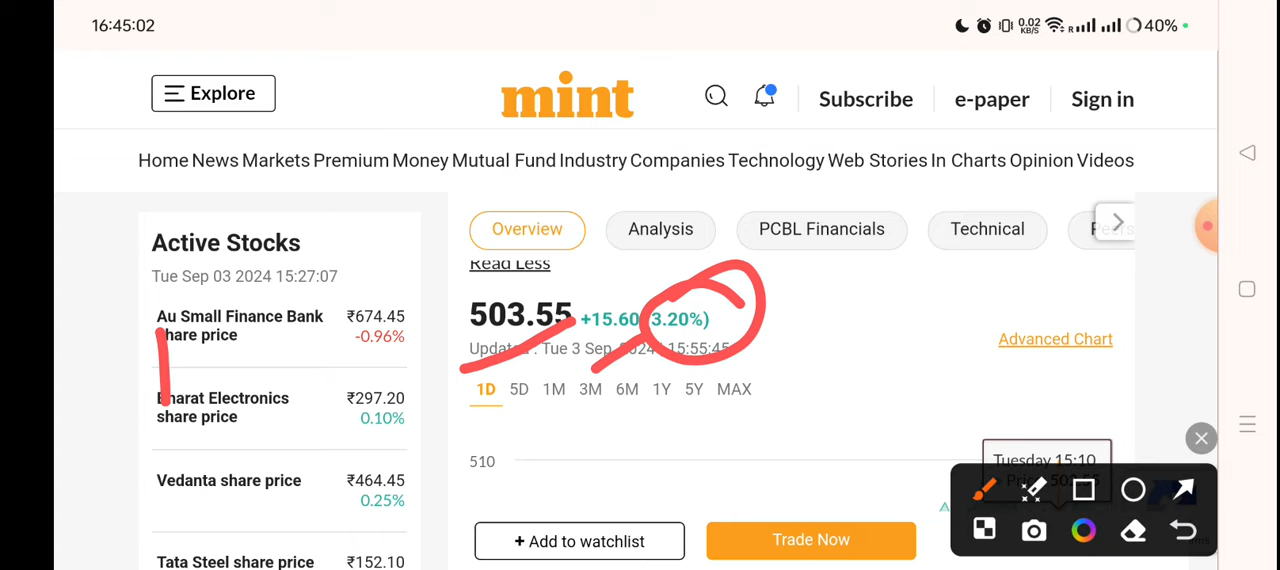 16:45:02
0.02 KB/S R 40%
Explore
mint
Subscribe e-paper Sign in
Home News Markets Premium Money Mutual Fund Industry Companies Technology Web Stories In Charts Opinion Videos
Overview Analysis PCBL Financials Technical Peers
Active Stocks
Tue Sep 03 2024 15:27:07
Au Small Finance Bank share price
₹674.45
-0.96%
Bharat Electronics share price
₹297.20
0.10%
Vedanta share price
₹464.45
0.25%
Tata Steel share price
₹152.10
Read Less
503.55 +15.60 (3.20%)
Updated : Tue 3 Sep 2024 15:55:45
Advanced Chart
1D 5D 1M 3M 6M 1Y 5Y MAX
510
Tuesday 15:10
+ Add to watchlist
Trade Now